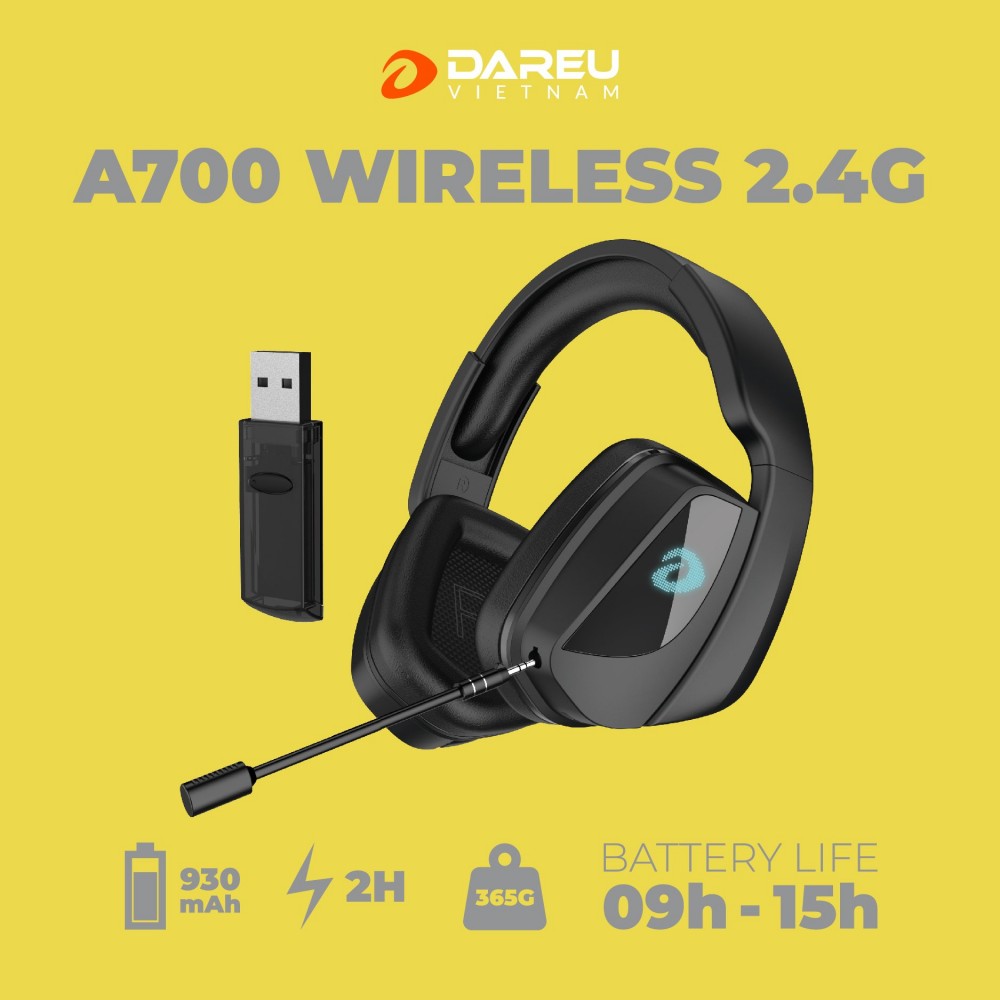 DAREU
VIETNAM
A700 WIRELESS 2.4G
930
mAh
2H
365G
BATTERY LIFE
09h - 15h